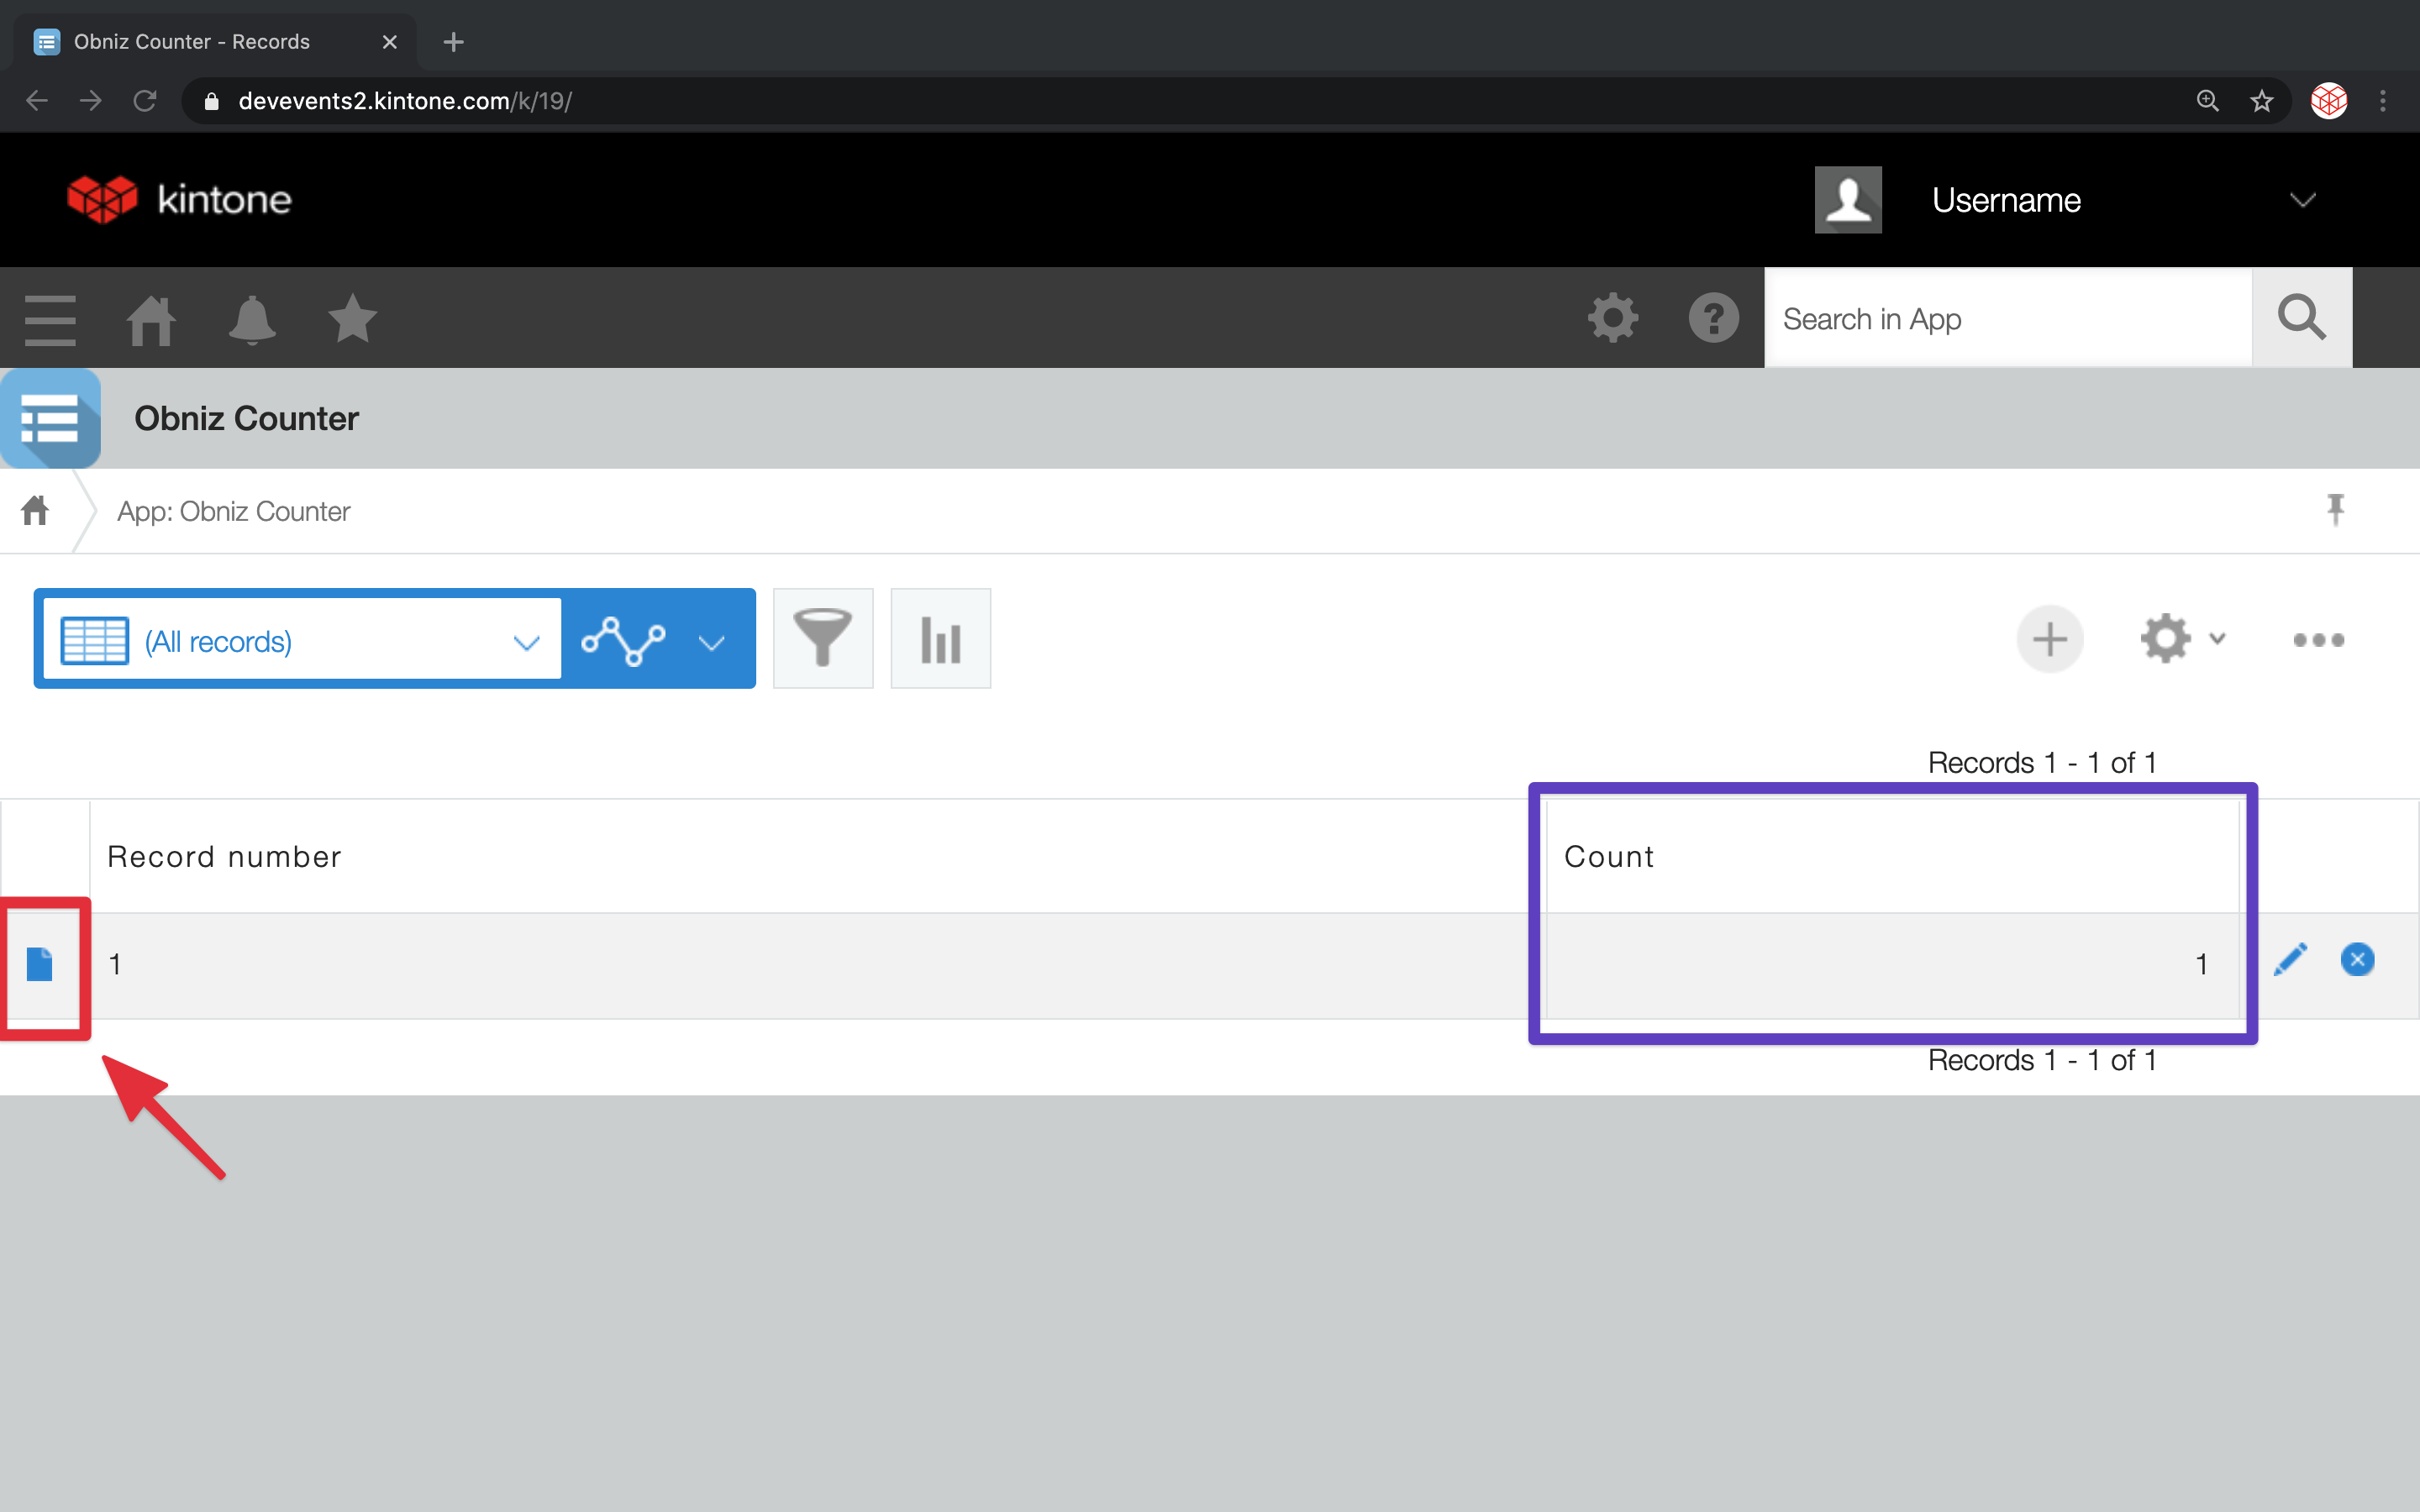 Obniz Counter - Records
devevents2.kintone.com/k/19/
kintone
Username
Search in App
Obniz Counter
App: Obniz Counter
(All records)
Records 1 - 1 of 1
Record number Count
1 1
Records 1 - 1 of 1